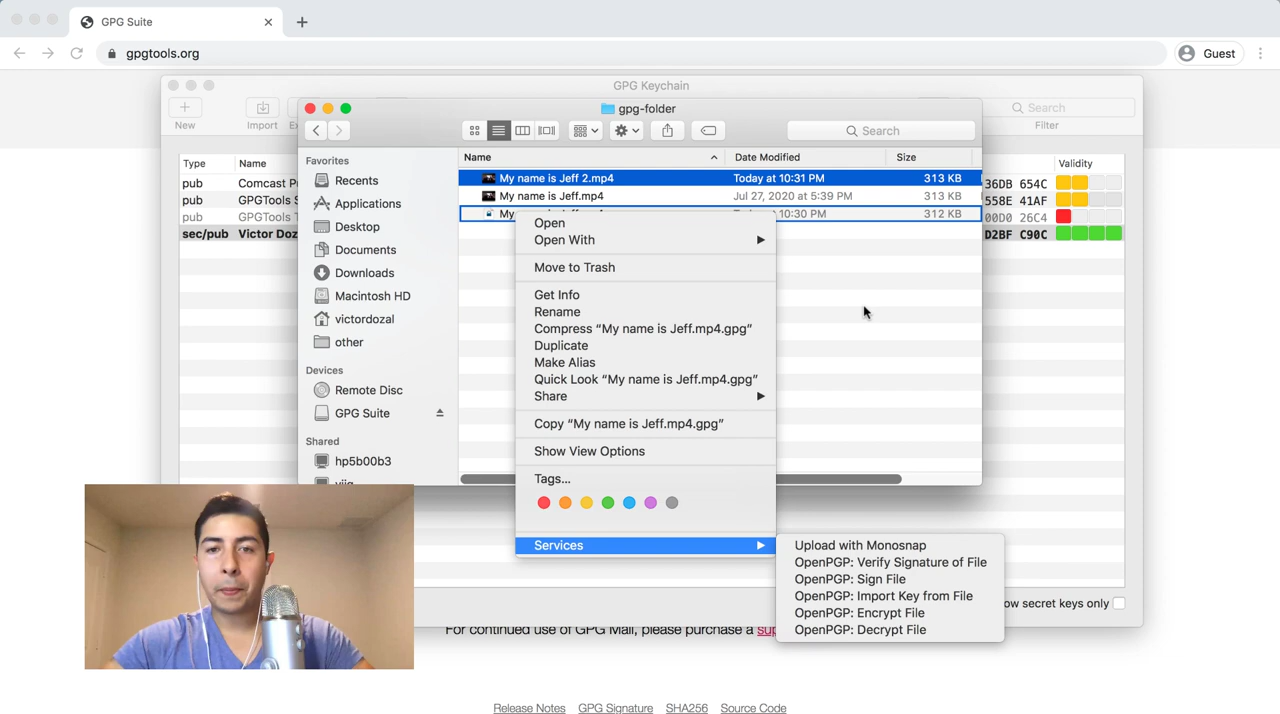 GPG Suite
gpgtools.org
Guest
GPG Keychain
New
Import
Search
Filter
gpg-folder
Search
Type
Name
Validity
pub
Comcast P
36DB 654C
pub
GPGTools S
558E 41AF
pub
GPGTools
00D0 26C4
sec/pub
Victor Doz
D2BF C90C
Favorites
Recents
Applications
Desktop
Documents
Downloads
Macintosh HD
victordozal
other
Devices
Remote Disc
GPG Suite
Shared
hp5b00b3
Name
Date Modified
Size
My name is Jeff 2.mp4
Today at 10:31 PM
313 KB
My name is Jeff.mp4
Jul 27, 2020 at 5:39 PM
313 KB
My
10:30 PM
312 KB
Open
Open With
Move to Trash
Get Info
Rename
Compress “My name is Jeff.mp4.gpg”
Duplicate
Make Alias
Quick Look “My name is Jeff.mp4.gpg”
Share
Copy “My name is Jeff.mp4.gpg”
Show View Options
Tags...
Services
Upload with Monosnap
OpenPGP: Verify Signature of File
OpenPGP: Sign File
OpenPGP: Import Key from File
OpenPGP: Encrypt File
OpenPGP: Decrypt File
ow secret keys only
For continued use of GPG Mail, please purchase a sup
Release Notes
GPG Signature
SHA256
Source Code